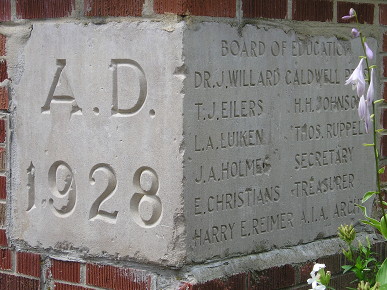 A.D.
1928
BOARD OF EDUCATION
DR. J. WILLARD CALDWELL
T. J. EILERS H.H. JOHNSON
L.A. LUIKEN THOS. RUPPEL
J.A. HOLMES SECRETARY
E. CHRISTIANS TREASURER
HARRY E. REIMER A.I.A. ARCH